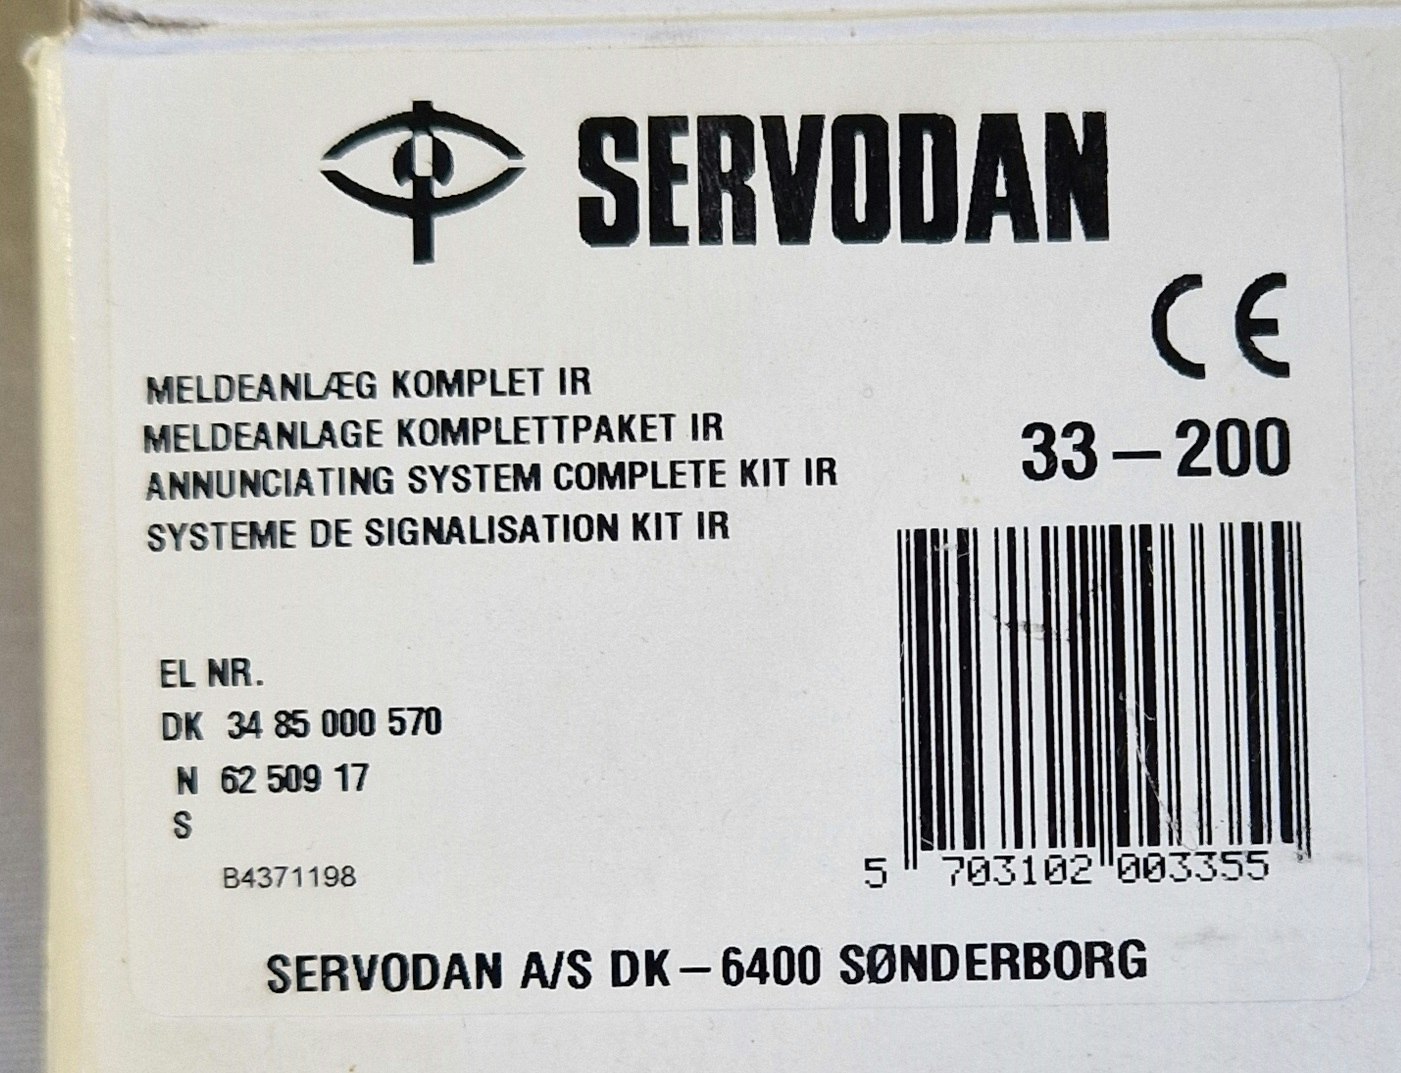 SERVODAN
CE
MELDEANLÆG KOMPLET IR
MELDEANLAGE KOMPLETTPAKET IR
ANNUNCIATING SYSTEM COMPLETE KIT IR
SYSTEME DE SIGNALISATION KIT IR
33-200
EL NR.
DK 34 85 000 570
N 62 509 17
S
B4371198
5 703102 003355
SERVODAN A/S DK-6400 SØNDERBORG